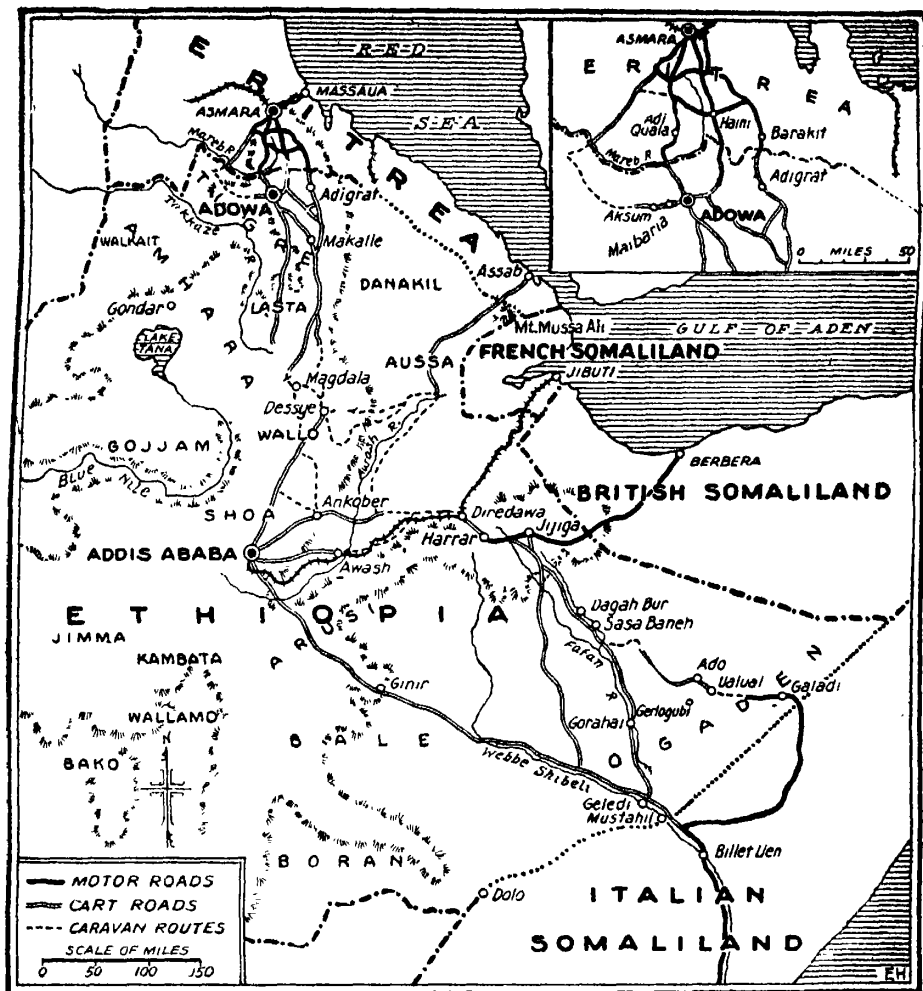 ERITREA
RED
SEA
MASSAUA
ASMARA
Mareb R.
ADOWA
Adigrat
TIGRE
Takkaze
Makalle
WALKAIT
AMHARA
Gondar
LASTA
LAKE
TANA
DANAKIL
Assab
Mt. Mussa Ali
GULF OF ADEN
FRENCH SOMALILAND
JIBUTI
AUSSA
Magdala
Dessye
WALLO
Awash R.
GOJJAM
Blue Nile
SHOA
Ankober
ADDIS ABABA
Awash
Diredawa
Harrar
Jijiga
BERBERA
BRITISH SOMALILAND
ETHIOPIA
JIMMA
KAMBATA
WALLAMO
BAKO
N
ARUSI
Ginir
BALE
BORAN
Webbe Shibeli
Dagah Bur
Sasa Baneh
Fafan R.
Ado
Ualual
Galadi
Gerlogubi
Gorahai
OGADEN
Geledi
Mustahil
Billet Uen
Dolo
ITALIAN
SOMALILAND
ASMARA
ERITREA
Adi
Quala
Haini
Barakit
Mareb R.
Adigrat
Aksum
ADOWA
Maibaria
0 MILES 50
MOTOR ROADS
CART ROADS
CARAVAN ROUTES
SCALE OF MILES
0 50 100 150
EH